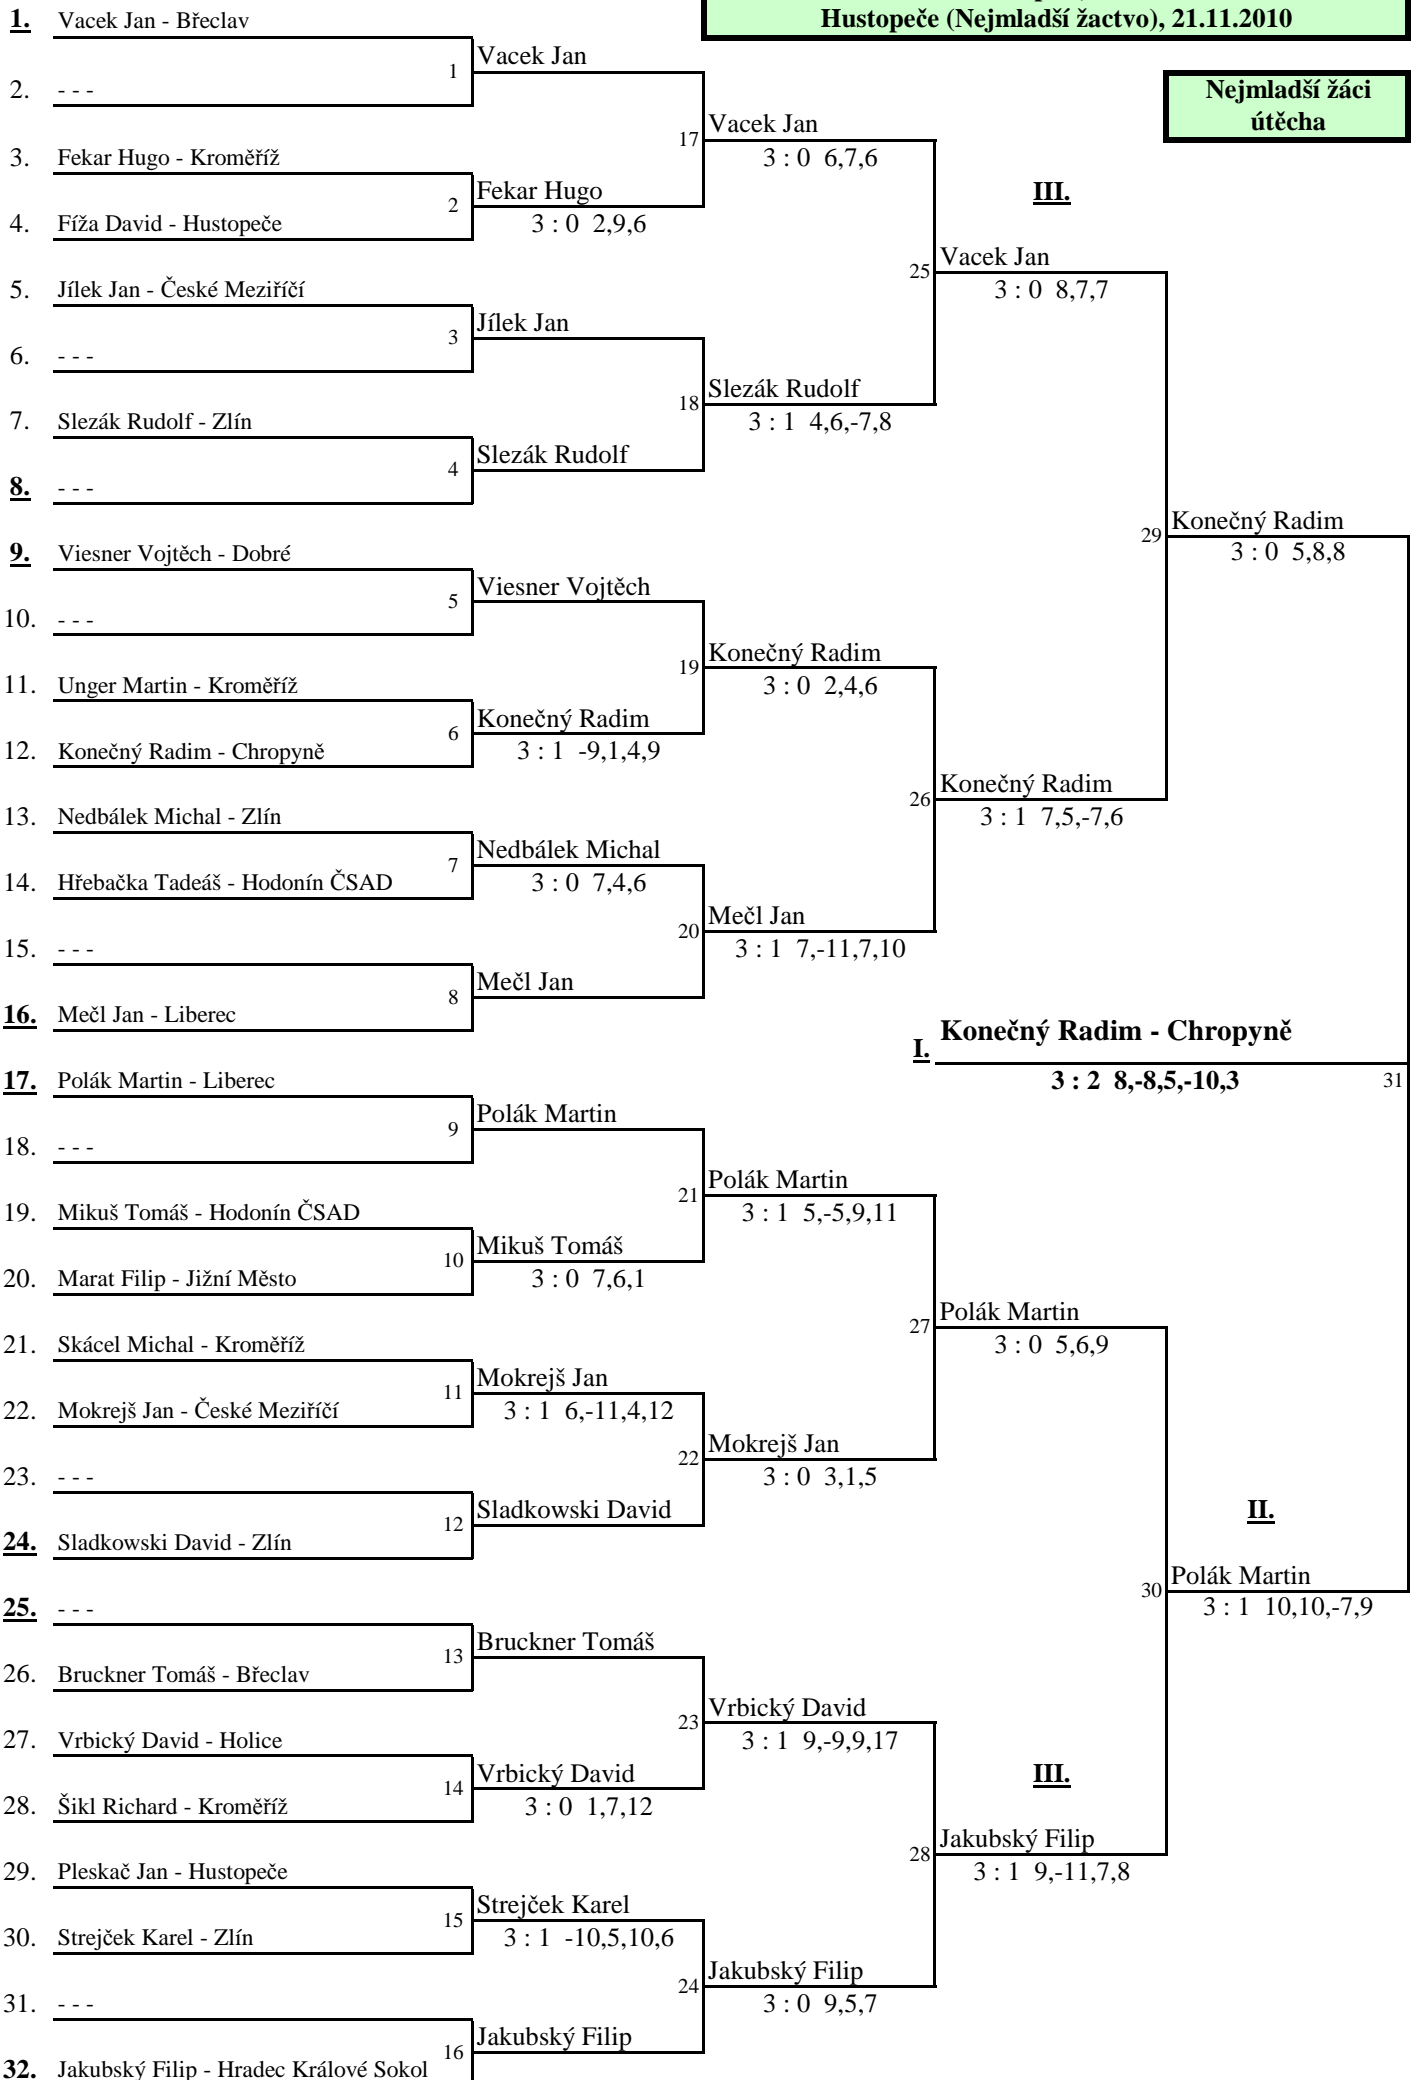 Hustopeče (Nejmladší žactvo), 21.11.2010
Nejmladší žáci
útěcha
1. Vacek Jan - Břeclav
1 Vacek Jan
2. - - -
17 Vacek Jan
3 : 0 6,7,6
3. Fekar Hugo - Kroměříž
2 Fekar Hugo
3 : 0 2,9,6
4. Fíža David - Hustopeče
III.
25 Vacek Jan
3 : 0 8,7,7
5. Jílek Jan - České Meziříčí
3 Jílek Jan
6. - - -
18 Slezák Rudolf
3 : 1 4,6,-7,8
7. Slezák Rudolf - Zlín
4 Slezák Rudolf
8. - - -
29 Konečný Radim
3 : 0 5,8,8
9. Viesner Vojtěch - Dobré
5 Viesner Vojtěch
10. - - -
19 Konečný Radim
3 : 0 2,4,6
11. Unger Martin - Kroměříž
6 Konečný Radim
3 : 1 -9,1,4,9
12. Konečný Radim - Chropyně
26 Konečný Radim
3 : 1 7,5,-7,6
13. Nedbálek Michal - Zlín
7 Nedbálek Michal
3 : 0 7,4,6
14. Hřebačka Tadeáš - Hodonín ČSAD
20 Mečl Jan
3 : 1 7,-11,7,10
15. - - -
8 Mečl Jan
16. Mečl Jan - Liberec
I. Konečný Radim - Chropyně
3 : 2 8,-8,5,-10,3 31
17. Polák Martin - Liberec
9 Polák Martin
18. - - -
21 Polák Martin
3 : 1 5,-5,9,11
19. Mikuš Tomáš - Hodonín ČSAD
10 Mikuš Tomáš
3 : 0 7,6,1
20. Marat Filip - Jižní Město
27 Polák Martin
3 : 0 5,6,9
21. Skácel Michal - Kroměříž
11 Mokrejš Jan
3 : 1 6,-11,4,12
22. Mokrejš Jan - České Meziříčí
22 Mokrejš Jan
3 : 0 3,1,5
23. - - -
12 Sladkowski David
24. Sladkowski David - Zlín
II.
30 Polák Martin
3 : 1 10,10,-7,9
25. - - -
13 Bruckner Tomáš
26. Bruckner Tomáš - Břeclav
23 Vrbický David
3 : 1 9,-9,9,17
27. Vrbický David - Holice
14 Vrbický David
3 : 0 1,7,12
28. Šikl Richard - Kroměříž
III.
28 Jakubský Filip
3 : 1 9,-11,7,8
29. Pleskač Jan - Hustopeče
15 Strejček Karel
3 : 1 -10,5,10,6
30. Strejček Karel - Zlín
24 Jakubský Filip
3 : 0 9,5,7
31. - - -
16 Jakubský Filip
32. Jakubský Filip - Hradec Králové Sokol